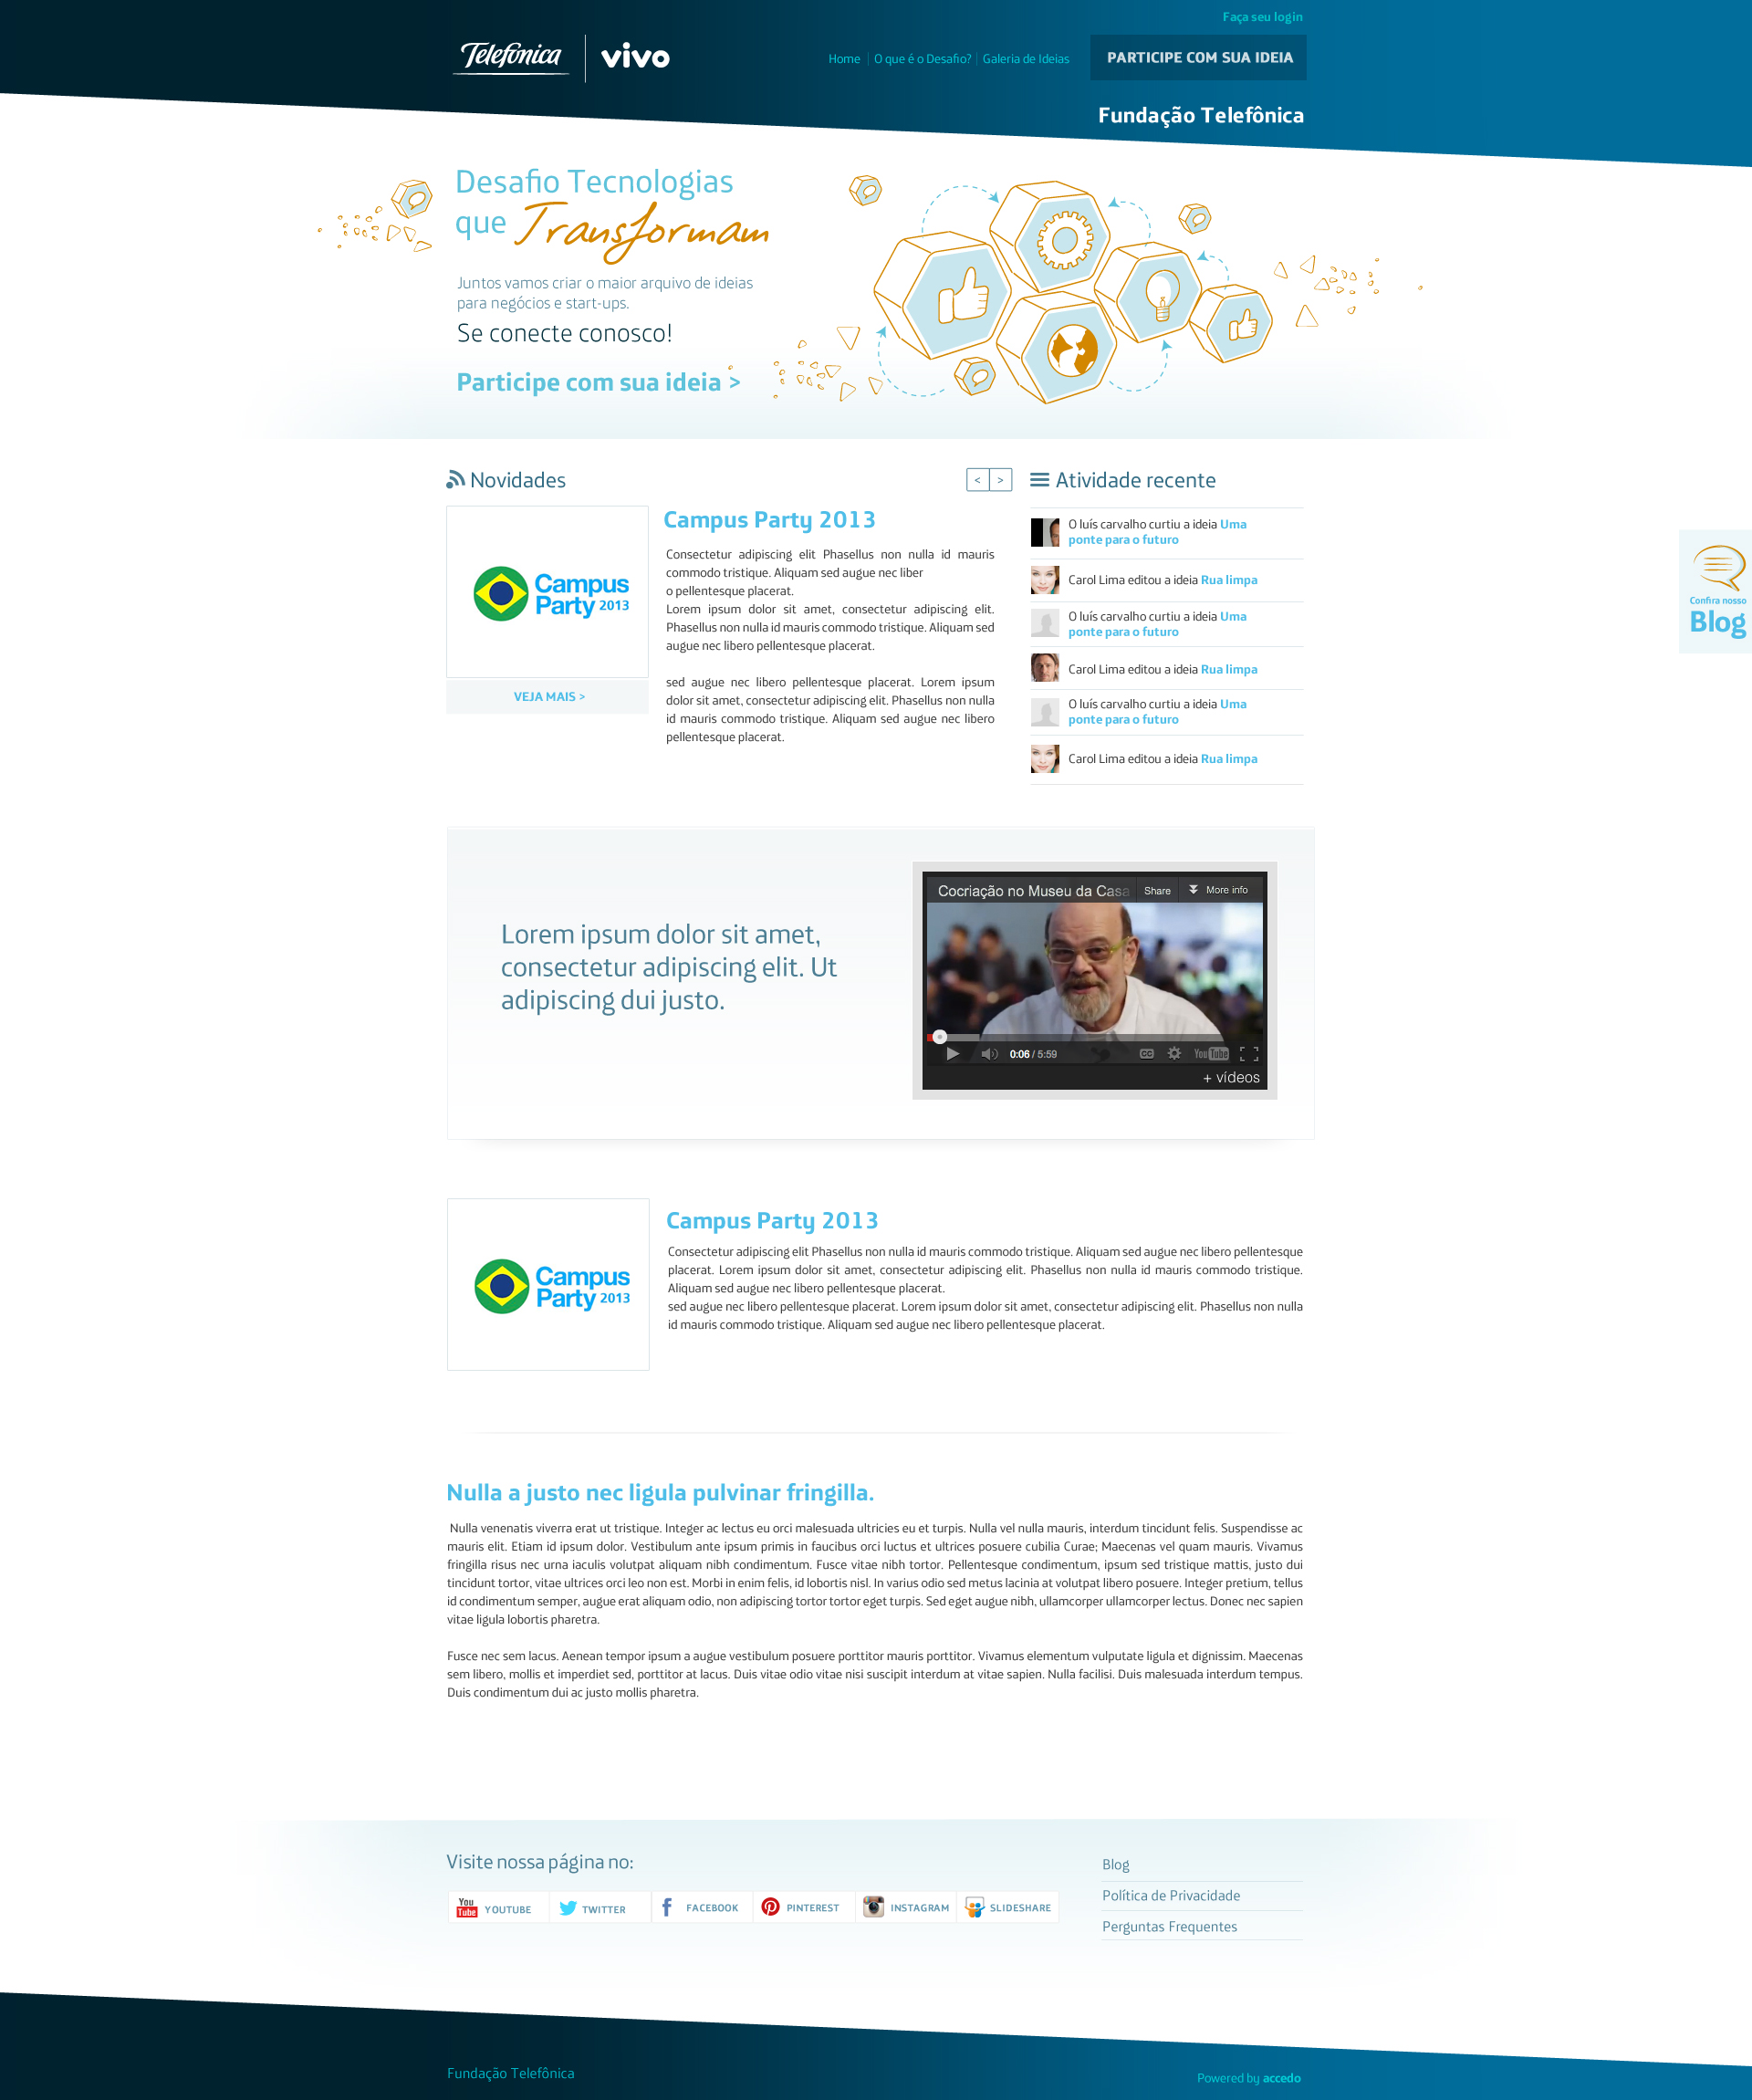 Faça seu login
Telefónica
vivo
Home
O que é o Desafio?
Galeria de Ideias
PARTICIPE COM SUA IDEIA
Fundação Telefônica
Desafio Tecnologias
que Transformam
Juntos vamos criar o maior arquivo de ideias
para negócios e start-ups.
Se conecte conosco!
Participe com sua ideia >
Novidades
< >
Campus
Party 2013
VEJA MAIS >
Campus Party 2013
Consectetur adipiscing elit Phasellus non nulla id mauris
commodo tristique. Aliquam sed augue nec liber
o pellentesque placerat.
Lorem ipsum dolor sit amet, consectetur adipiscing elit.
Phasellus non nulla id mauris commodo tristique. Aliquam sed
augue nec libero pellentesque placerat.
sed augue nec libero pellentesque placerat. Lorem ipsum
dolor sit amet, consectetur adipiscing elit. Phasellus non nulla
id mauris commodo tristique. Aliquam sed augue nec libero
pellentesque placerat.
Atividade recente
O luís carvalho curtiu a ideia Uma
ponte para o futuro
Carol Lima editou a ideia Rua limpa
O luís carvalho curtiu a ideia Uma
ponte para o futuro
Carol Lima editou a ideia Rua limpa
O luís carvalho curtiu a ideia Uma
ponte para o futuro
Carol Lima editou a ideia Rua limpa
Confira nosso
Blog
Lorem ipsum dolor sit amet,
consectetur adipiscing elit. Ut
adipiscing dui justo.
Cocriação no Museu da Casa
Share
More info
0:06 / 5:59
CC
YouTube
+ vídeos
Campus
Party 2013
Campus Party 2013
Consectetur adipiscing elit Phasellus non nulla id mauris commodo tristique. Aliquam sed augue nec libero pellentesque
placerat. Lorem ipsum dolor sit amet, consectetur adipiscing elit. Phasellus non nulla id mauris commodo tristique.
Aliquam sed augue nec libero pellentesque placerat.
sed augue nec libero pellentesque placerat. Lorem ipsum dolor sit amet, consectetur adipiscing elit. Phasellus non nulla
id mauris commodo tristique. Aliquam sed augue nec libero pellentesque placerat.
Nulla a justo nec ligula pulvinar fringilla.
Nulla venenatis viverra erat ut tristique. Integer ac lectus eu orci malesuada ultricies eu et turpis. Nulla vel nulla mauris, interdum tincidunt felis. Suspendisse ac
mauris elit. Etiam id ipsum dolor. Vestibulum ante ipsum primis in faucibus orci luctus et ultrices posuere cubilia Curae; Maecenas vel quam mauris. Vivamus
fringilla risus nec urna iaculis volutpat aliquam nibh condimentum. Fusce vitae nibh tortor. Pellentesque condimentum, ipsum sed tristique mattis, justo dui
tincidunt tortor, vitae ultrices orci leo non est. Morbi in enim felis, id lobortis nisl. In varius odio sed metus lacinia at volutpat libero posuere. Integer pretium, tellus
id condimentum semper, augue erat aliquam odio, non adipiscing tortor tortor eget turpis. Sed eget augue nibh, ullamcorper ullamcorper lectus. Donec nec sapien
vitae ligula lobortis pharetra.
Fusce nec sem lacus. Aenean tempor ipsum a augue vestibulum posuere porttitor mauris porttitor. Vivamus elementum vulputate ligula et dignissim. Maecenas
sem libero, mollis et imperdiet sed, porttitor at lacus. Duis vitae odio vitae nisi suscipit interdum at vitae sapien. Nulla facilisi. Duis malesuada interdum tempus.
Duis condimentum dui ac justo mollis pharetra.
Visite nossa página no:
You Tube YOUTUBE
TWITTER
FACEBOOK
PINTEREST
INSTAGRAM
SLIDESHARE
Blog
Política de Privacidade
Perguntas Frequentes
Fundação Telefônica
Powered by accedo